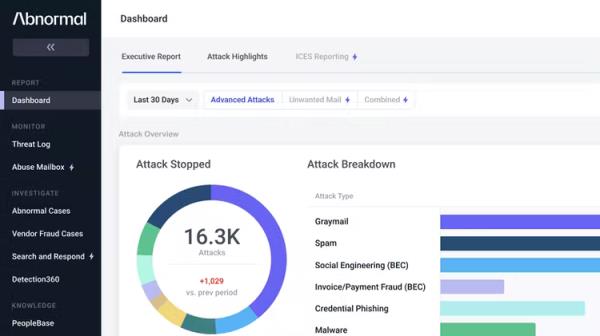 Abnormal
Dashboard
REPORT
Dashboard
MONITOR
Threat Log
Abuse Mailbox
INVESTIGATE
Abnormal Cases
Vendor Fraud Cases
Search and Respond
Detection360
KNOWLEDGE
PeopleBase
Executive Report Attack Highlights ICES Reporting
Last 30 Days Advanced Attacks Unwanted Mail Combined
Attack Overview
Attack Stopped
16.3K
Attacks
+1,029
vs. prev period
Attack Breakdown
Attack Type
Graymail
Spam
Social Engineering (BEC)
Invoice/Payment Fraud (BEC)
Credential Phishing
Malware